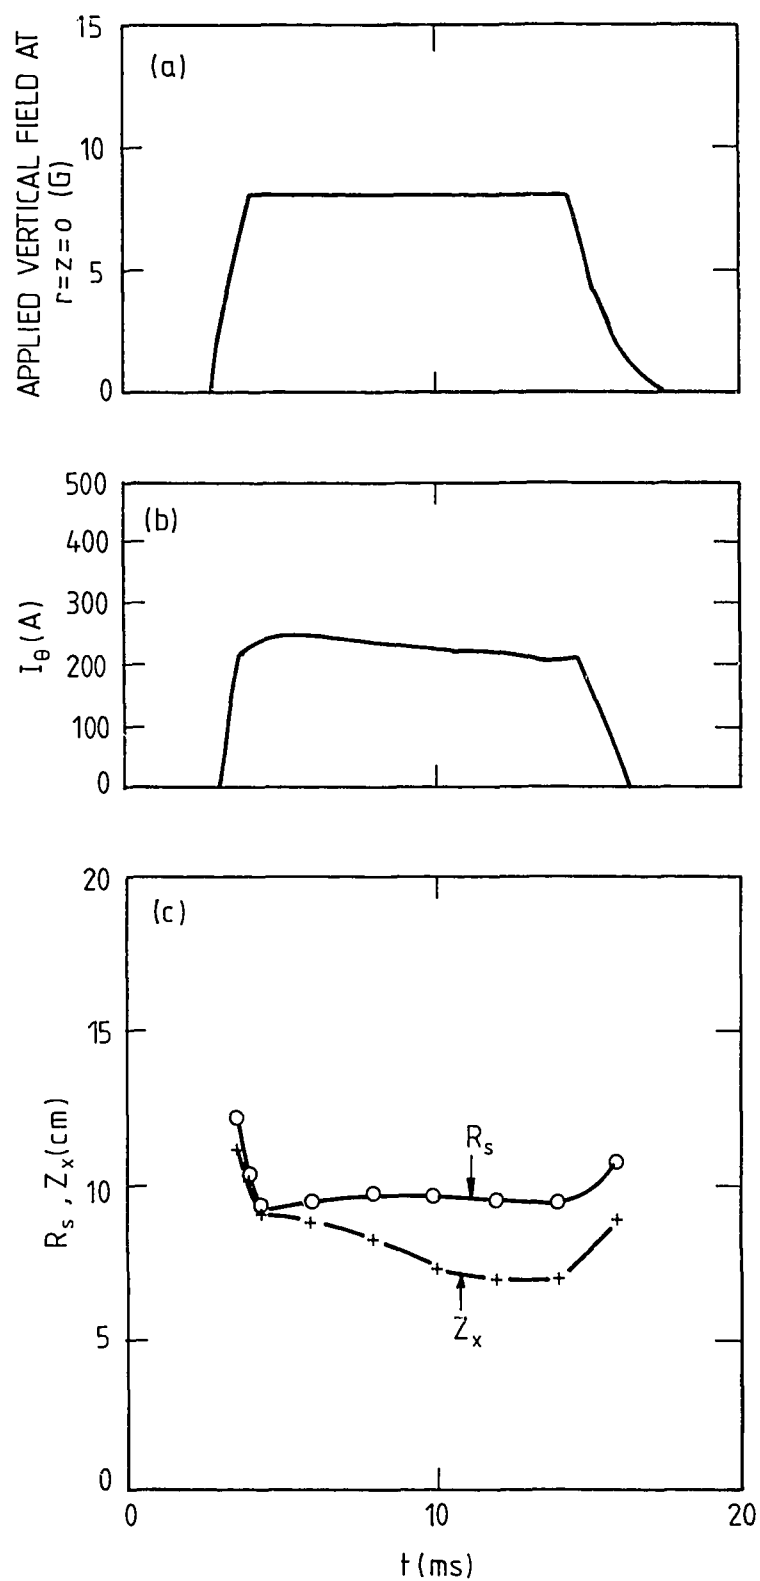 APPLIED VERTICAL FIELD AT
r=z=0 (G)
15
10
5
0
(a)
I_θ(A)
500
400
300
200
100
0
(b)
R_s , Z_x(cm)
20
15
10
5
0
(c)
R_s
Z_x
0 10 20
t(ms)